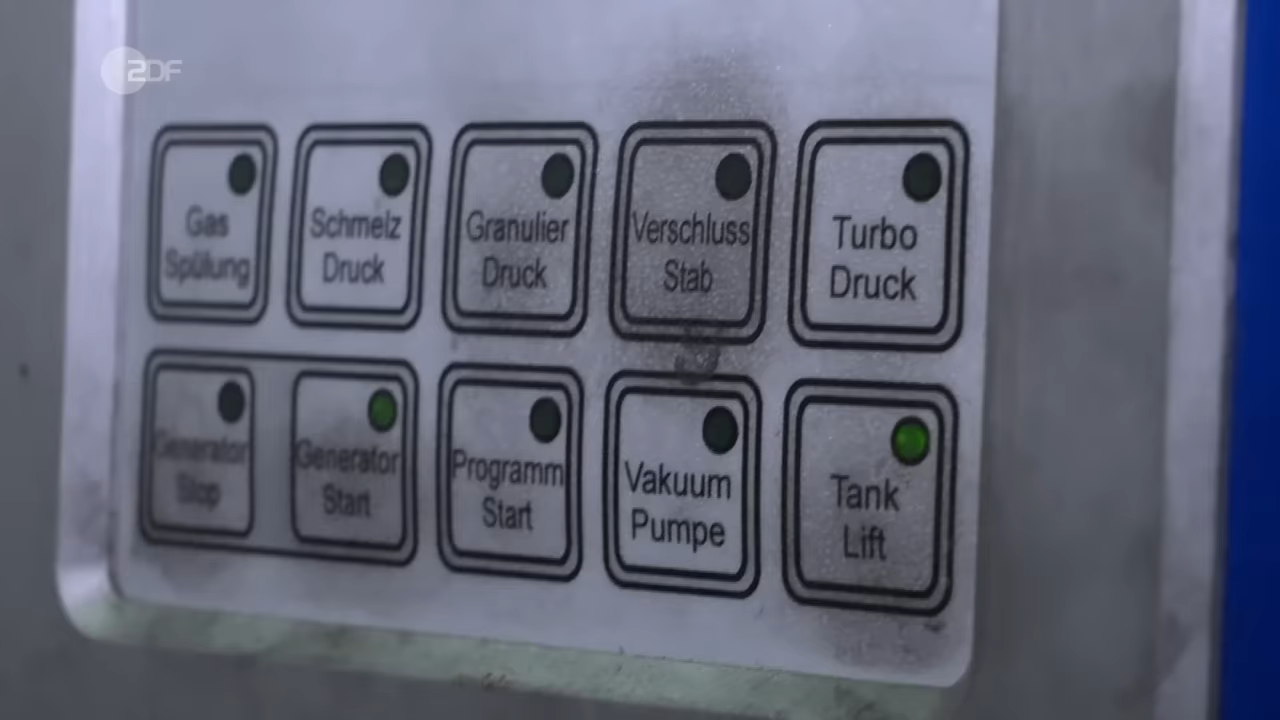 ZDF
Gas
Spülung
Schmelz
Druck
Granulier
Druck
Verschluss
Stab
Turbo
Druck
Generator
Stop
Generator
Start
Programm
Start
Vakuum
Pumpe
Tank
Lift